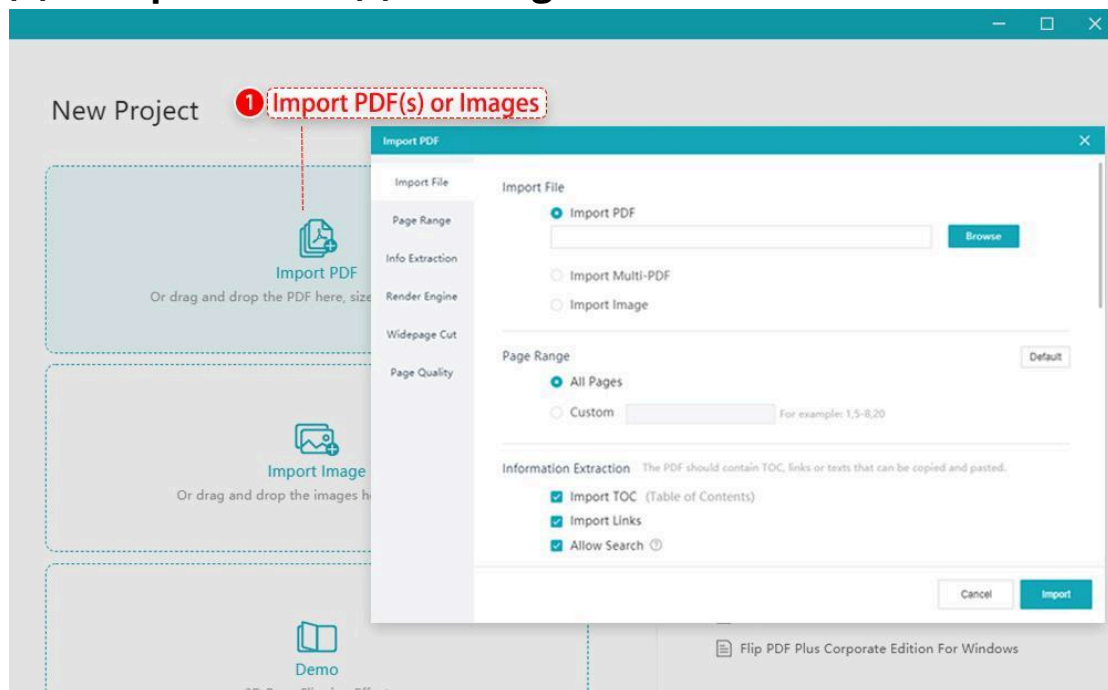 New Project
1 Import PDF(s) or Images
Import PDF
Or drag and drop the PDF here, size
Import Image
Or drag and drop the images h
Demo
Import PDF
Import File
Page Range
Info Extraction
Render Engine
Widepage Cut
Page Quality
Import File
Import PDF
Browse
Import Multi-PDF
Import Image
Page Range
Default
All Pages
Custom
For example: 1,5-8,20
Information Extraction The PDF should contain TOC, links or texts that can be copied and pasted.
Import TOC (Table of Contents)
Import Links
Allow Search
Cancel
Import
Flip PDF Plus Corporate Edition For Windows